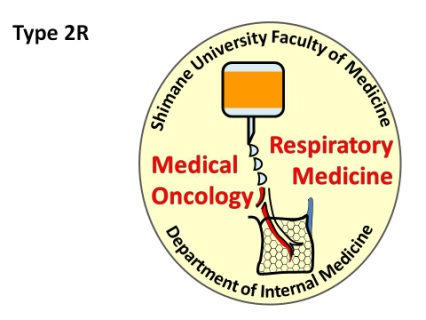 Type 2R
Shimane University Faculty of Medicine
Respiratory
Medicine
Medical
Oncology
Department of Internal Medicine